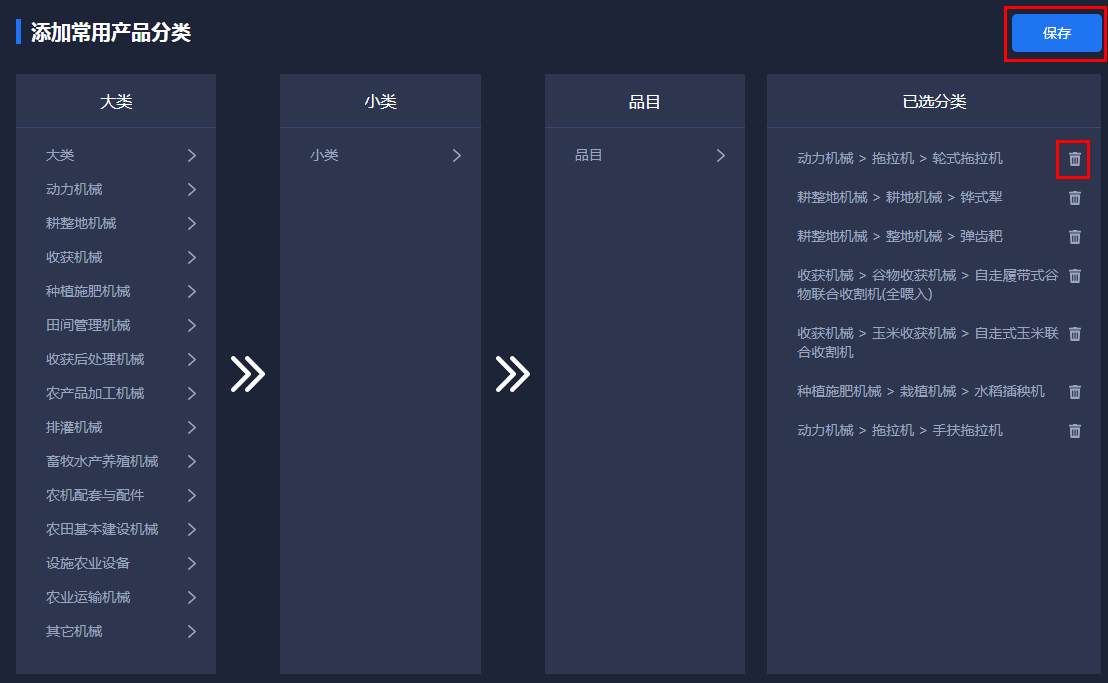 添加常用产品分类
保存
大类
大类
动力机械
耕整地机械
收获机械
种植施肥机械
田间管理机械
收获后处理机械
农产品加工机械
排灌机械
畜牧水产养殖机械
农机配套与配件
农田基本建设机械
设施农业设备
农业运输机械
其它机械
小类
小类
品目
品目
已选分类
动力机械 > 拖拉机 > 轮式拖拉机
耕整地机械 > 耕地机械 > 铧式犁
耕整地机械 > 整地机械 > 弹齿耙
收获机械 > 谷物收获机械 > 自走履带式谷
物联合收割机(全喂入)
收获机械 > 玉米收获机械 > 自走式玉米联
合收割机
种植施肥机械 > 栽植机械 > 水稻插秧机
动力机械 > 拖拉机 > 手扶拖拉机